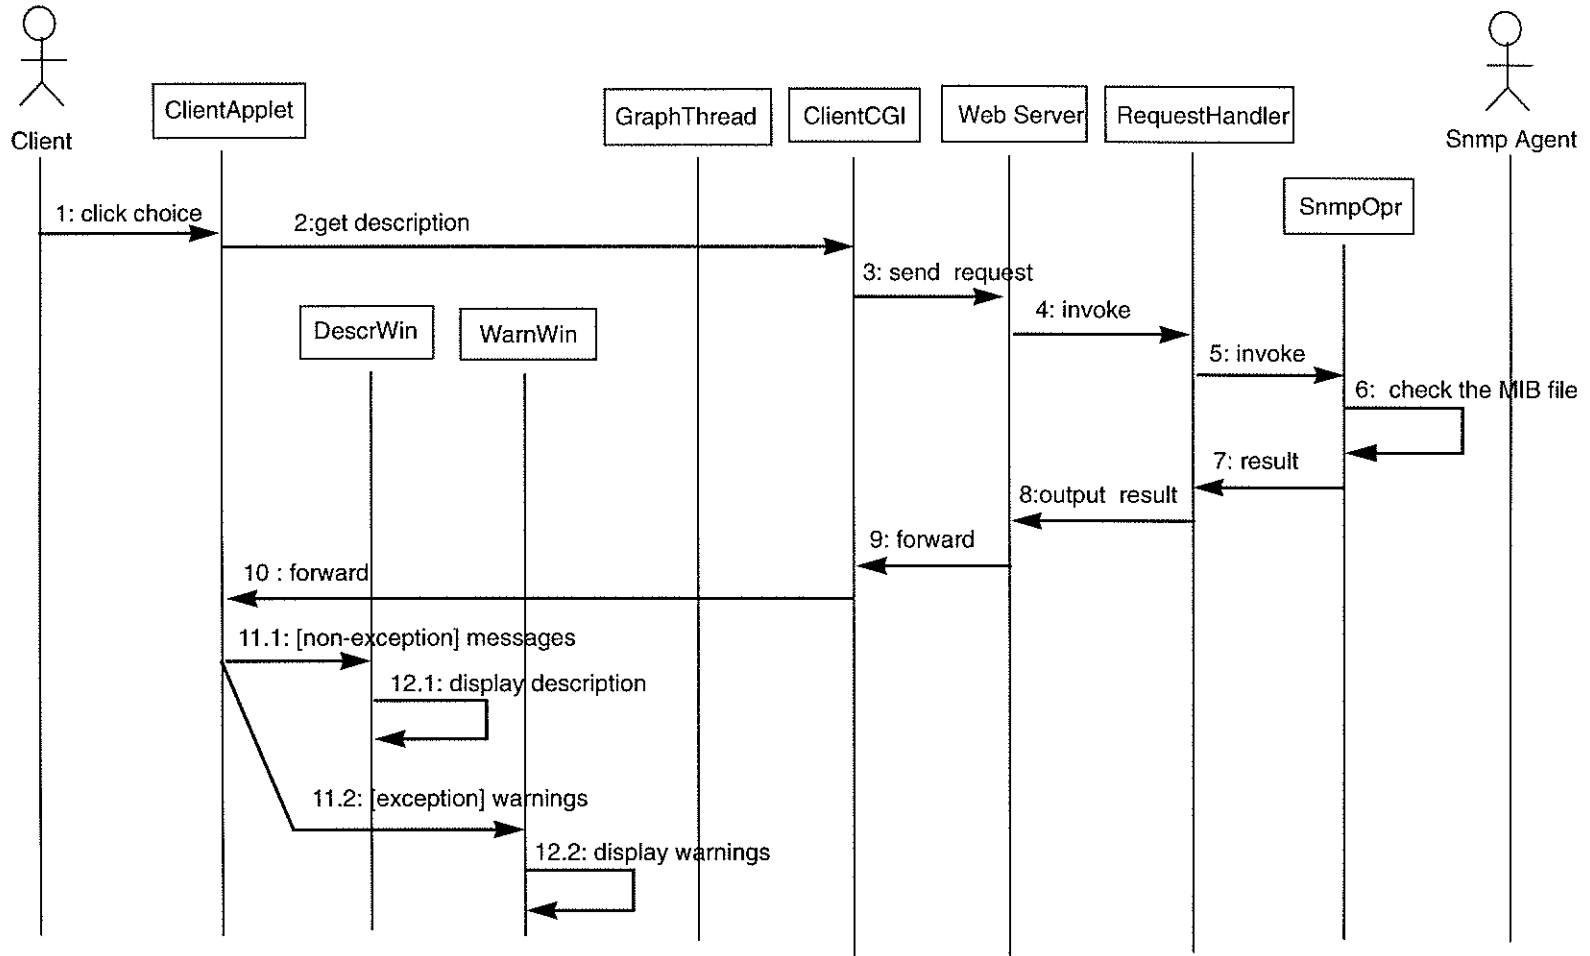 Client
ClientApplet
GraphThread
ClientCGI
Web Server
RequestHandler
Snmp Agent
SnmpOpr
1: click choice
2:get description
3: send request
4: invoke
DescrWin
WarnWin
5: invoke
6: check the MIB file
7: result
8:output result
9: forward
10 : forward
11.1: [non-exception] messages
12.1: display description
11.2: [exception] warnings
12.2: display warnings